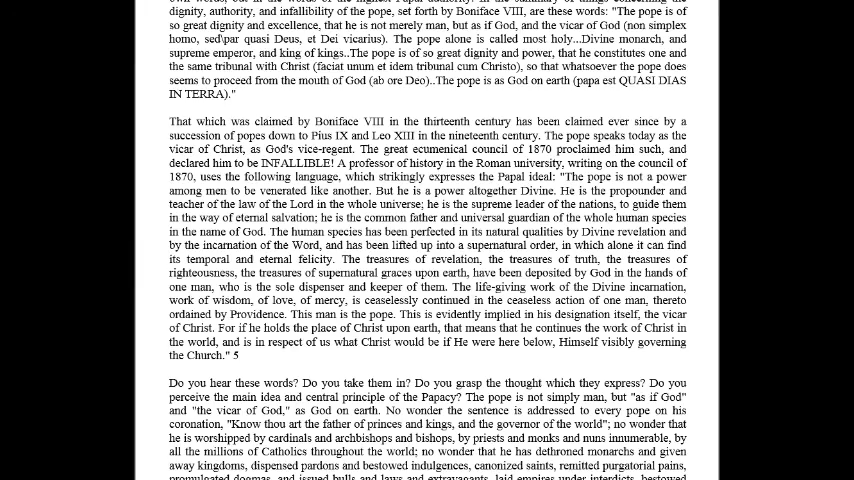 dignity, authority, and infallibility of the pope, set forth by Boniface VIII, are these words: "The pope is of
so great dignity and excellence, that he is not merely man, but as if God, and the vicar of God (non simplex
homo, sed\par quasi Deus, et Dei vicarius). The pope alone is called most holy...Divine monarch, and
supreme emperor, and king of kings..The pope is of so great dignity and power, that he constitutes one and
the same tribunal with Christ (faciat unum et idem tribunal cum Christo), so that whatsoever the pope does
seems to proceed from the mouth of God (ab ore Deo)..The pope is as God on earth (papa est QUASI DIAS
IN TERRA)."
That which was claimed by Boniface VIII in the thirteenth century has been claimed ever since by a
succession of popes down to Pius IX and Leo XIII in the nineteenth century. The pope speaks today as the
vicar of Christ, as God's vice-regent. The great ecumenical council of 1870 proclaimed him such, and
declared him to be INFALLIBLE! A professor of history in the Roman university, writing on the council of
1870, uses the following language, which strikingly expresses the Papal ideal: "The pope is not a power
among men to be venerated like another. But he is a power altogether Divine. He is the propounder and
teacher of the law of the Lord in the whole universe; he is the supreme leader of the nations, to guide them
in the way of eternal salvation; he is the common father and universal guardian of the whole human species
in the name of God. The human species has been perfected in its natural qualities by Divine revelation and
by the incarnation of the Word, and has been lifted up into a supernatural order, in which alone it can find
its temporal and eternal felicity. The treasures of revelation, the treasures of truth, the treasures of
righteousness, the treasures of supernatural graces upon earth, have been deposited by God in the hands of
one man, who is the sole dispenser and keeper of them. The life-giving work of the Divine incarnation,
work of wisdom, of love, of mercy, is ceaselessly continued in the ceaseless action of one man, thereto
ordained by Providence. This man is the pope. This is evidently implied in his designation itself, the vicar
of Christ. For if he holds the place of Christ upon earth, that means that he continues the work of Christ in
the world, and is in respect of us what Christ would be if He were here below, Himself visibly governing
the Church." 5
Do you hear these words? Do you take them in? Do you grasp the thought which they express? Do you
perceive the main idea and central principle of the Papacy? The pope is not simply man, but "as if God"
and "the vicar of God," as God on earth. No wonder the sentence is addressed to every pope on his
coronation, "Know thou art the father of princes and kings, and the governor of the world"; no wonder that
he is worshipped by cardinals and archbishops and bishops, by priests and monks and nuns innumerable, by
all the millions of Catholics throughout the world; no wonder that he has dethroned monarchs and given
away kingdoms, dispensed pardons and bestowed indulgences, canonized saints, remitted purgatorial pains,
promulgated dogmas, and issued bulls and laws and extravagants, laid empires under interdicts, bestowed